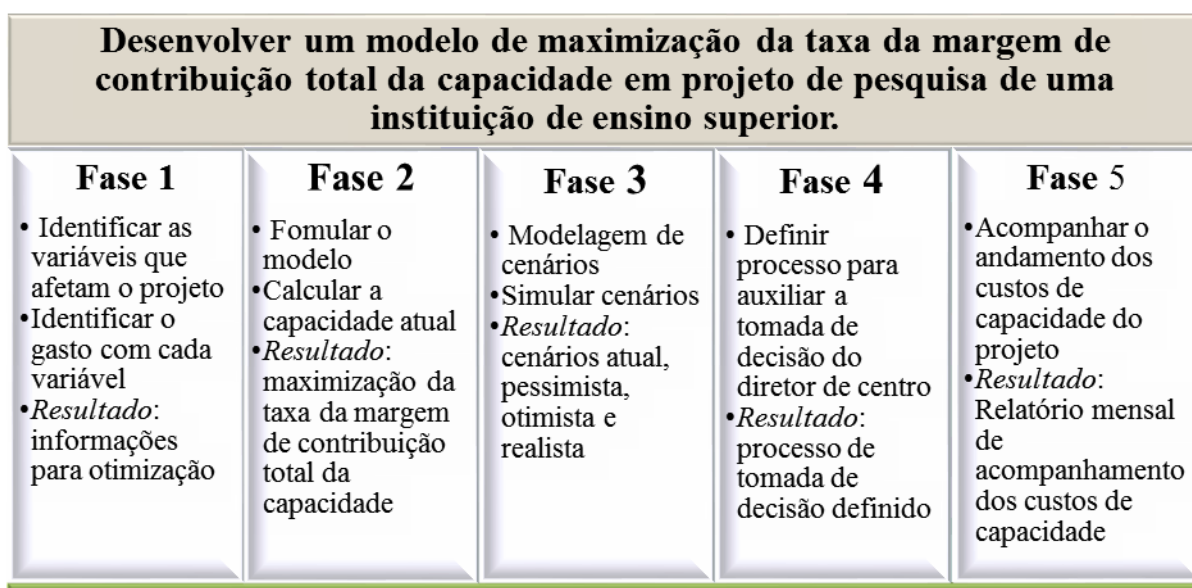 Desenvolver um modelo de maximização da taxa da margem de
contribuição total da capacidade em projeto de pesquisa de uma
instituição de ensino superior.
Fase 1
• Identificar as
variáveis que
afetam o projeto
•Identificar o
gasto com cada
variável
•Resultado:
informações
para otimização
Fase 2
• Fomular o
modelo
•Calcular a
capacidade atual
•Resultado:
maximização da
taxa da margem
de contribuição
total da
capacidade
Fase 3
• Modelagem de
cenários
•Simular cenários
•Resultado:
cenários atual,
pessimista,
otimista e
realista
Fase 4
• Definir
processo para
auxiliar a
tomada de
decisão do
diretor de centro
•Resultado:
processo de
tomada de
decisão definido
Fase 5
•Acompanhar o
andamento dos
custos de
capacidade do
projeto
•Resultado:
Relatório mensal
de
acompanhamento
dos custos de
capacidade